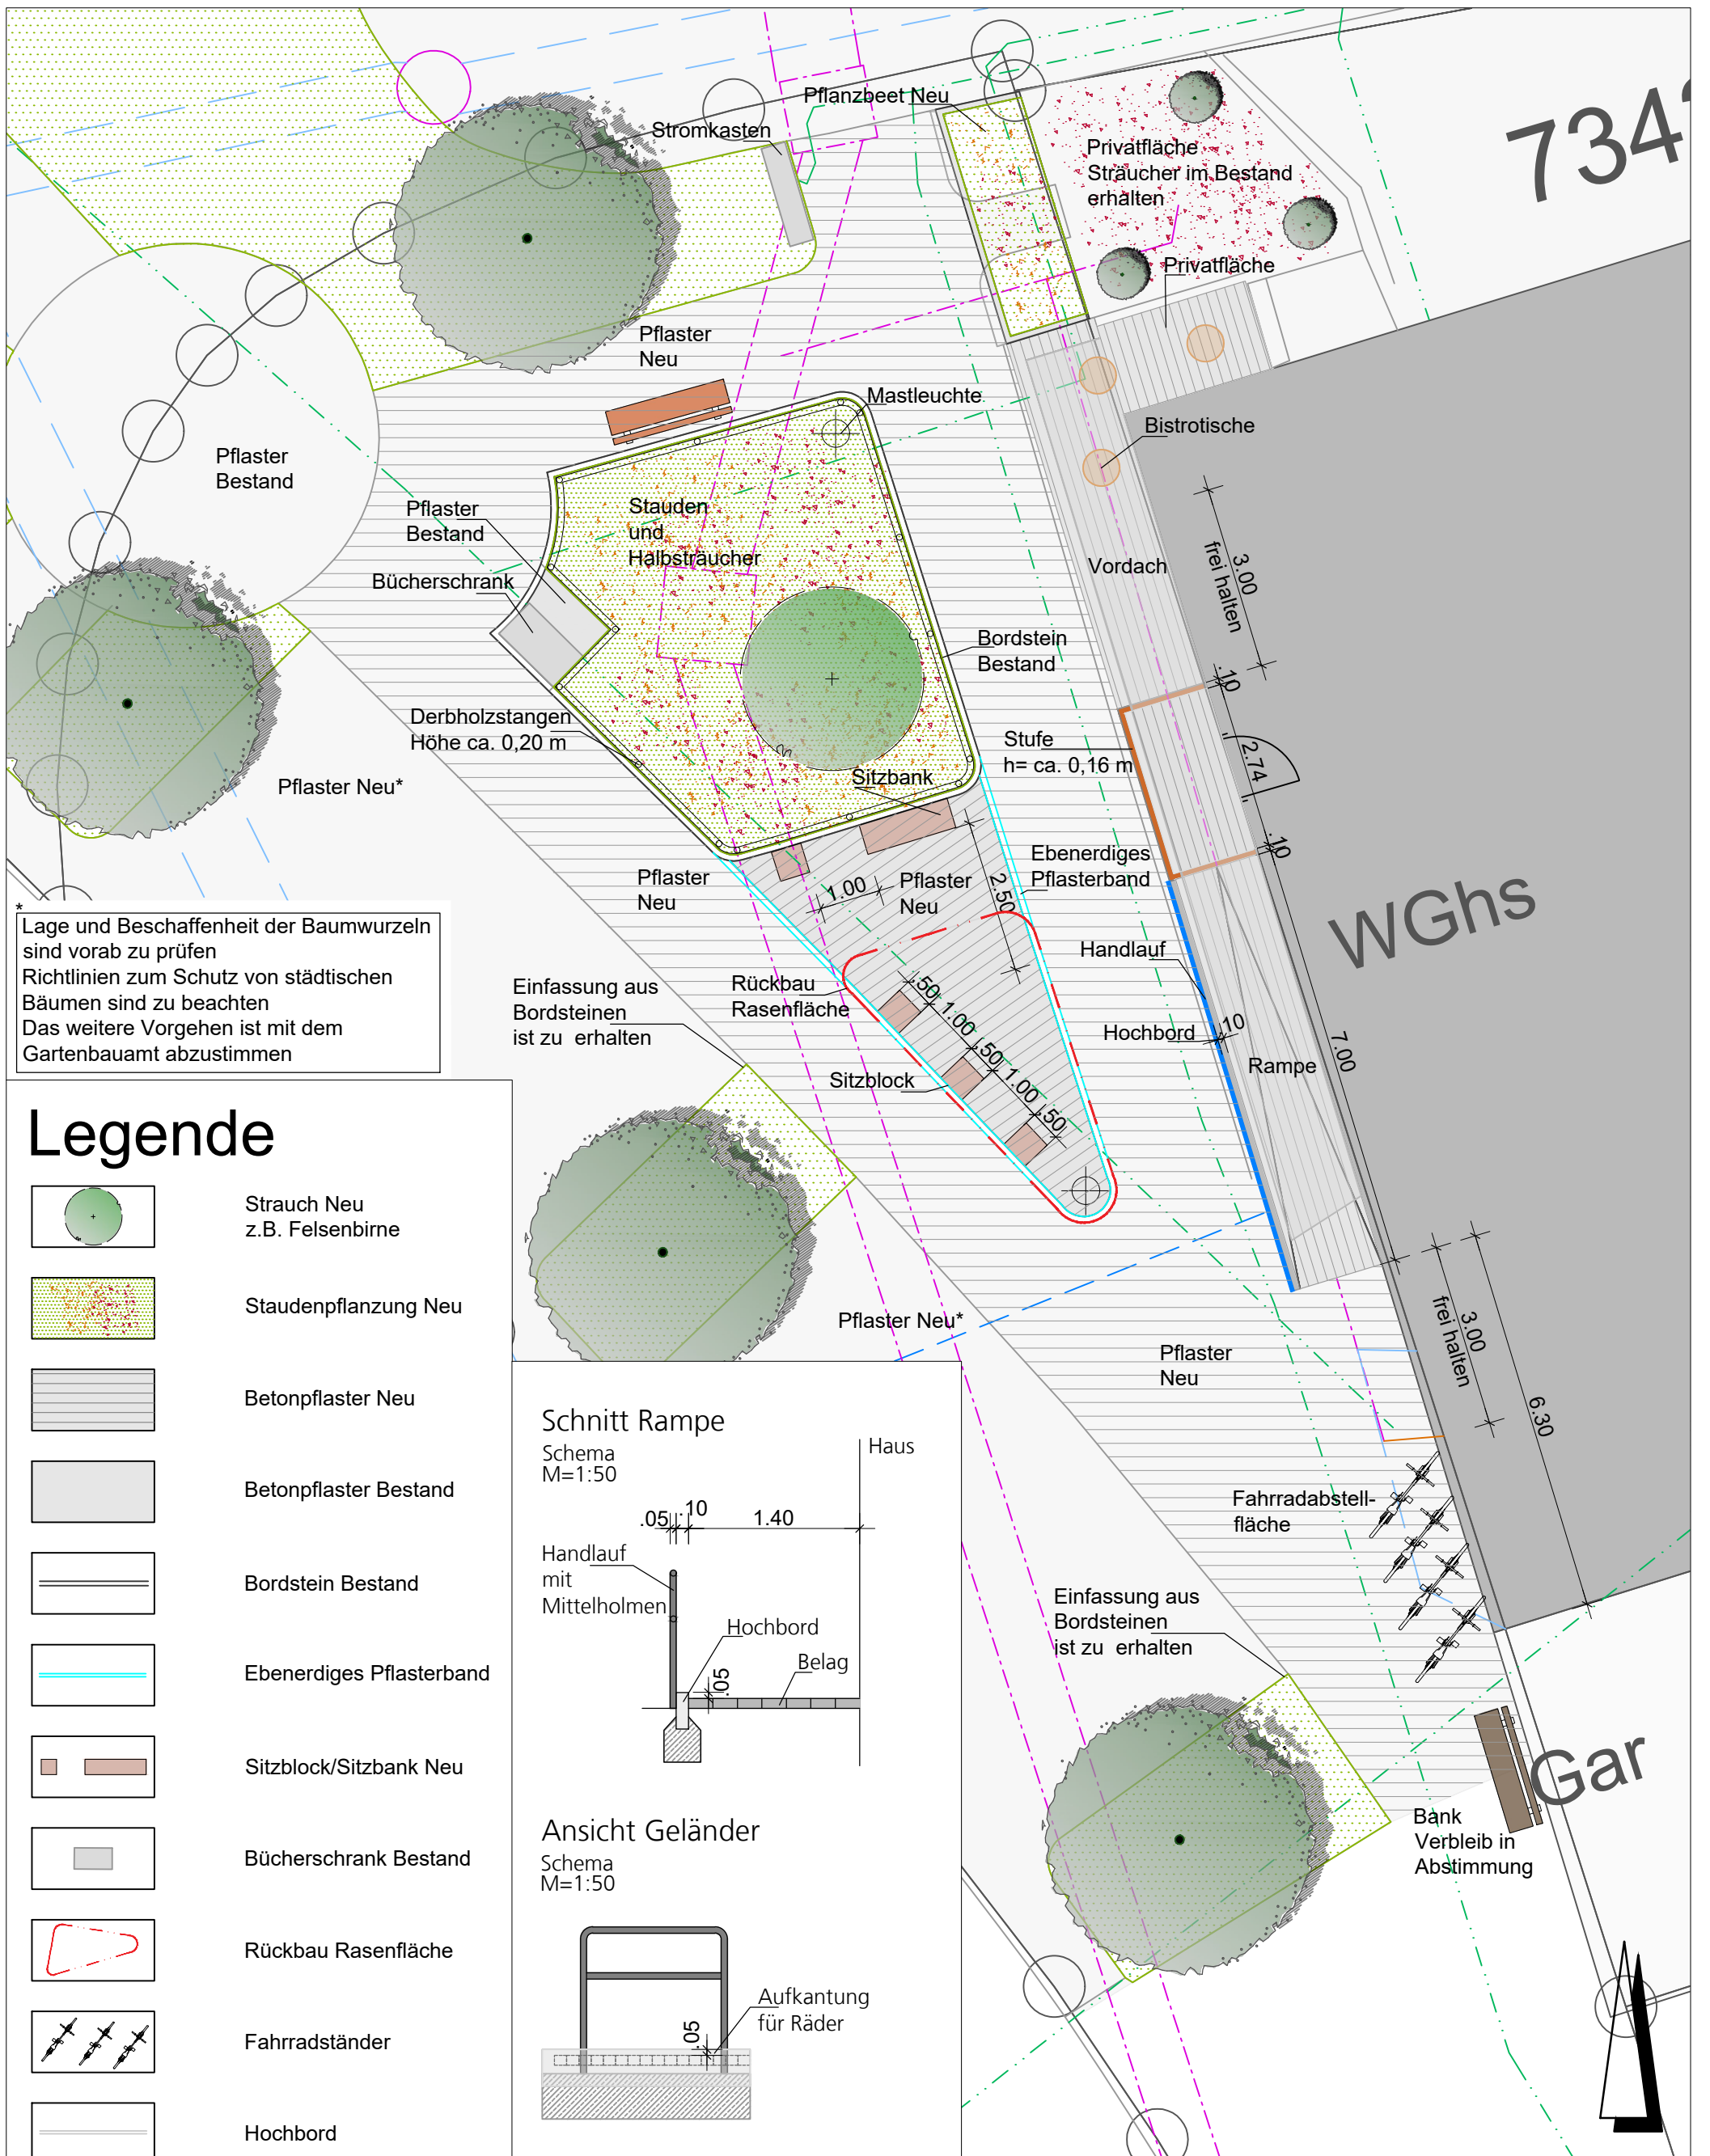 Pflanzbeet Neu
Stromkasten
Privatfläche
Sträucher im Bestand
erhalten
Privatfläche
Pflaster
Neu
Mastleuchte
Bistrotische
Pflaster
Bestand
Pflaster
Bestand
Stauden
und
Halbsträucher
Bücherschrank
Vordach
3.00
frei halten
Bordstein
Bestand
.10
Derbholzstangen
Höhe ca. 0,20 m
Stufe
h= ca. 0,16 m
2.74
Sitzbank
Pflaster Neu*
.10
Ebenerdiges
Pflasterband
Pflaster
Neu
1.00
Pflaster
Neu
2.50
WGhs
*
Lage und Beschaffenheit der Baumwurzeln
sind vorab zu prüfen
Richtlinien zum Schutz von städtischen
Bäumen sind zu beachten
Das weitere Vorgehen ist mit dem
Gartenbauamt abzustimmen
Handlauf
Einfassung aus
Bordsteinen
ist zu erhalten
Rückbau
Rasenfläche
.50
1.00
.50
1.00
.50
Hochbord
.10
Rampe
7.00
Sitzblock
Pflaster Neu*
Pflaster
Neu
3.00
frei halten
6.30
Fahrradabstell-
fläche
Einfassung aus
Bordsteinen
ist zu erhalten
Gar
Bank
Verbleib in
Abstimmung
Legende
Strauch Neu
z.B. Felsenbirne
Staudenpflanzung Neu
Betonpflaster Neu
Betonpflaster Bestand
Bordstein Bestand
Ebenerdiges Pflasterband
Sitzblock/Sitzbank Neu
Bücherschrank Bestand
Rückbau Rasenfläche
Fahrradständer
Hochbord
Schnitt Rampe
Schema
M=1:50
Haus
.05
.10
1.40
Handlauf
mit
Mittelholmen
Hochbord
Belag
.05
Ansicht Geländer
Schema
M=1:50
Aufkantung
für Räder
.05